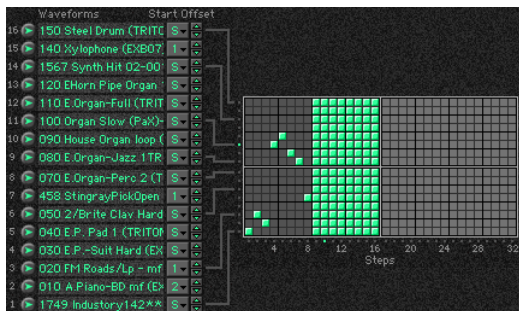 Waveforms Start Offset
16 150 Steel Drum (TRITO S
15 140 Xylophone (EXB07) 1
14 1567 Synth Hit 02-00 S
13 120 EHorn Pipe Organ S
12 110 E.Organ-Full (TRIT S
11 100 Organ Slow (PaX)- S
10 090 House Organ loop ( S
9 080 E.Organ-Jazz 1TR S
8 070 E.Organ-Perc 2 (T S
7 458 StingrayPickOpen 1
6 050 2/Brite Clav Hard S
5 040 E.P. Pad 1 (TRITON S
4 030 E.P.-Suit Hard (EX S
3 020 FM Roads/Lp - mf 1
2 010 A.Piano-BD mf (EX 2
1 1749 Industory142** S
4 8 12 16 20 24 28 32
Steps